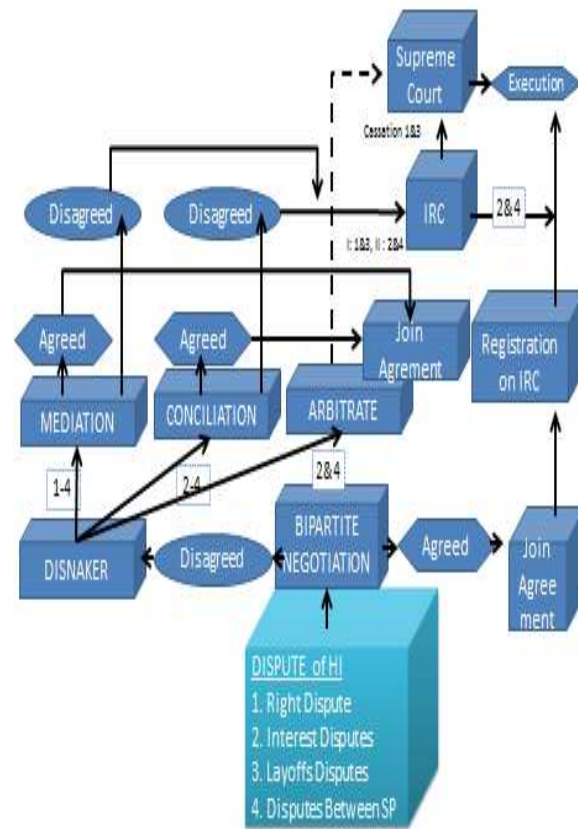 Supreme
Court
Execution
Cassation 1&3
Disagreed
Disagreed
IRC
2&4
I: 1&3, II : 2&4
Agreed
Agreed
Join
Agrement
Registration
on IRC
MEDIATION
CONCILIATION
ARBITRATE
1-4
2-4
2&4
DISNAKER
Disagreed
BIPARTITE
NEGOTIATION
Agreed
Join
Agree
ment
DISPUTE of HI
1. Right Dispute
2. Interest Disputes
3. Layoffs Disputes
4. Disputes Between SP